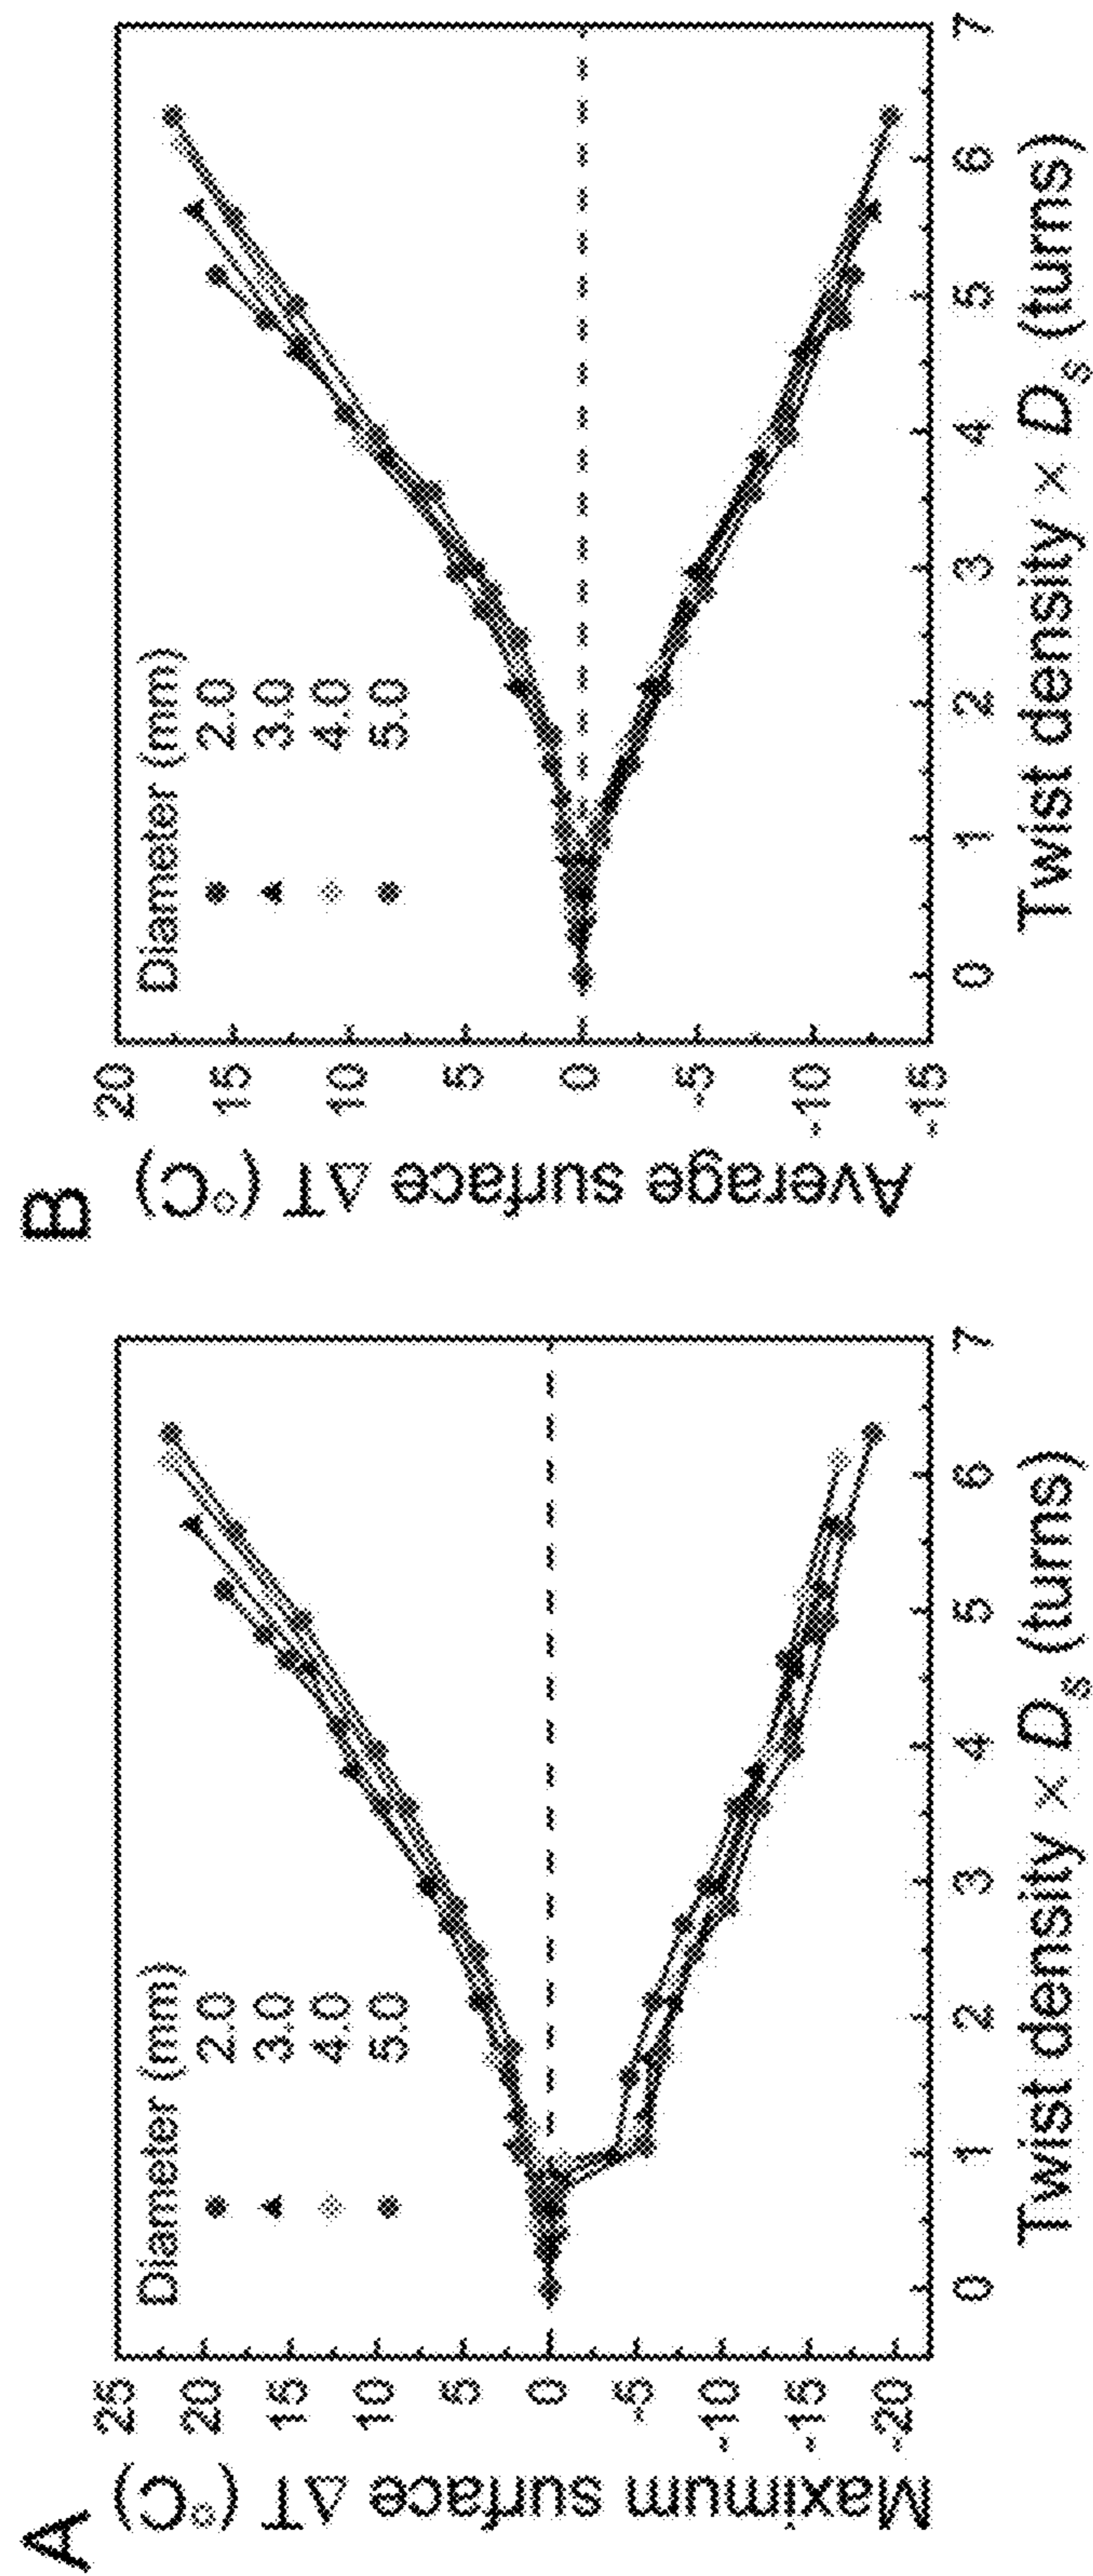 A
Maximum surface ΔT (°C)
25
20
15
10
5
0
-5
-10
-15
-20
Diameter (mm)
2.0
3.0
4.0
5.0
0 1 2 3 4 5 6 7
Twist density × Ds (turns)
B
Average surface ΔT (°C)
20
15
10
5
0
-5
-10
-15
Diameter (mm)
2.0
3.0
4.0
5.0
0 1 2 3 4 5 6 7
Twist density × Ds (turns)